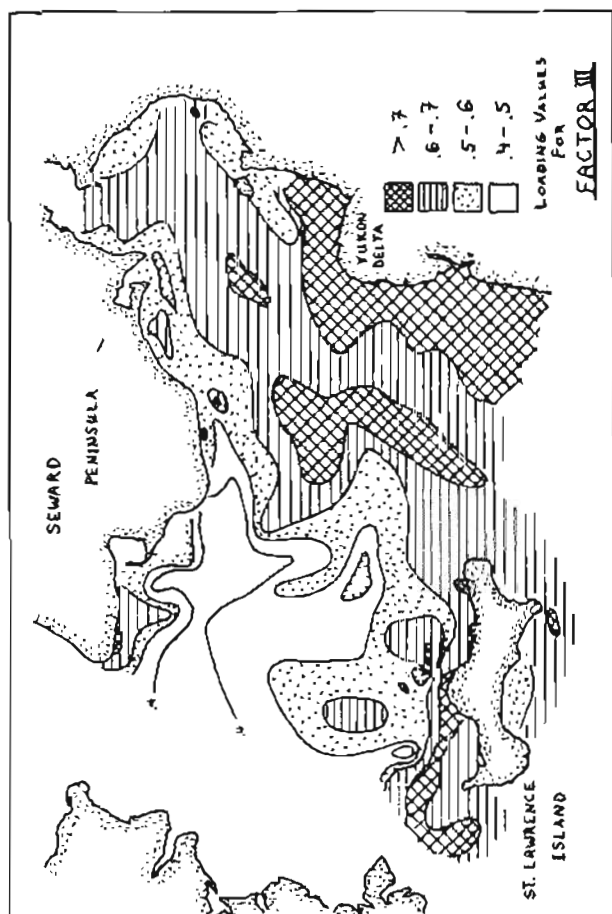 SEWARD
PENINSULA
YUKON
DELTA
ST. LAWRENCE
ISLAND
> .7
.6 – .7
.5 – .6
.4 – .5
LOADING VALUES
FOR
FACTOR III